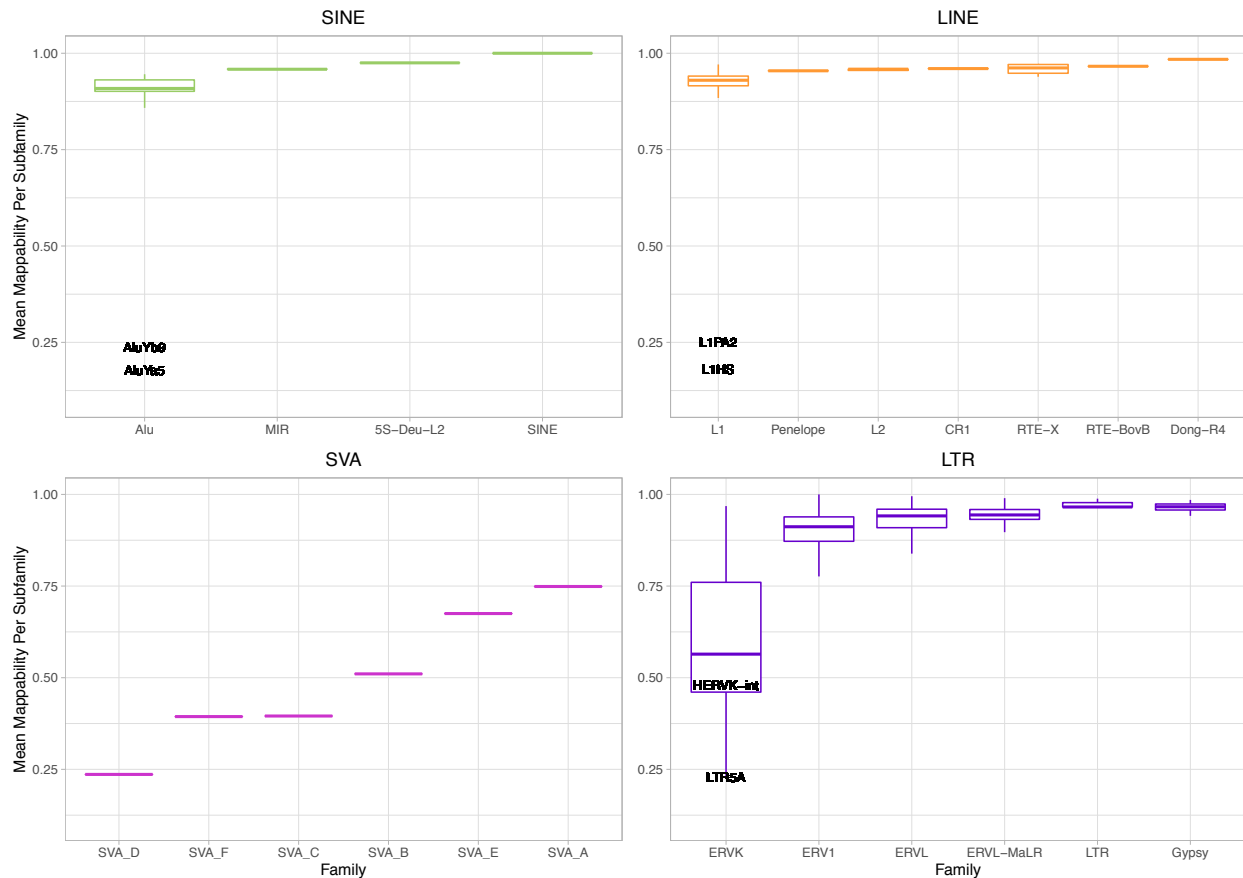 SINE
LINE
Mean Mappability Per Subfamily
1.00
0.75
0.50
0.25
AluYb9
AluYa5
Alu
MIR
5S-Deu-L2
SINE
1.00
0.75
0.50
0.25
L1PA2
L1HS
L1
Penelope
L2
CR1
RTE-X
RTE-BovB
Dong-R4
SVA
LTR
Mean Mappability Per Subfamily
1.00
0.75
0.50
0.25
SVA_D
SVA_F
SVA_C
SVA_B
SVA_E
SVA_A
Family
1.00
0.75
0.50
0.25
HERVK-int
LTR5A
ERVK
ERV1
ERVL
ERVL-MaLR
LTR
Gypsy
Family